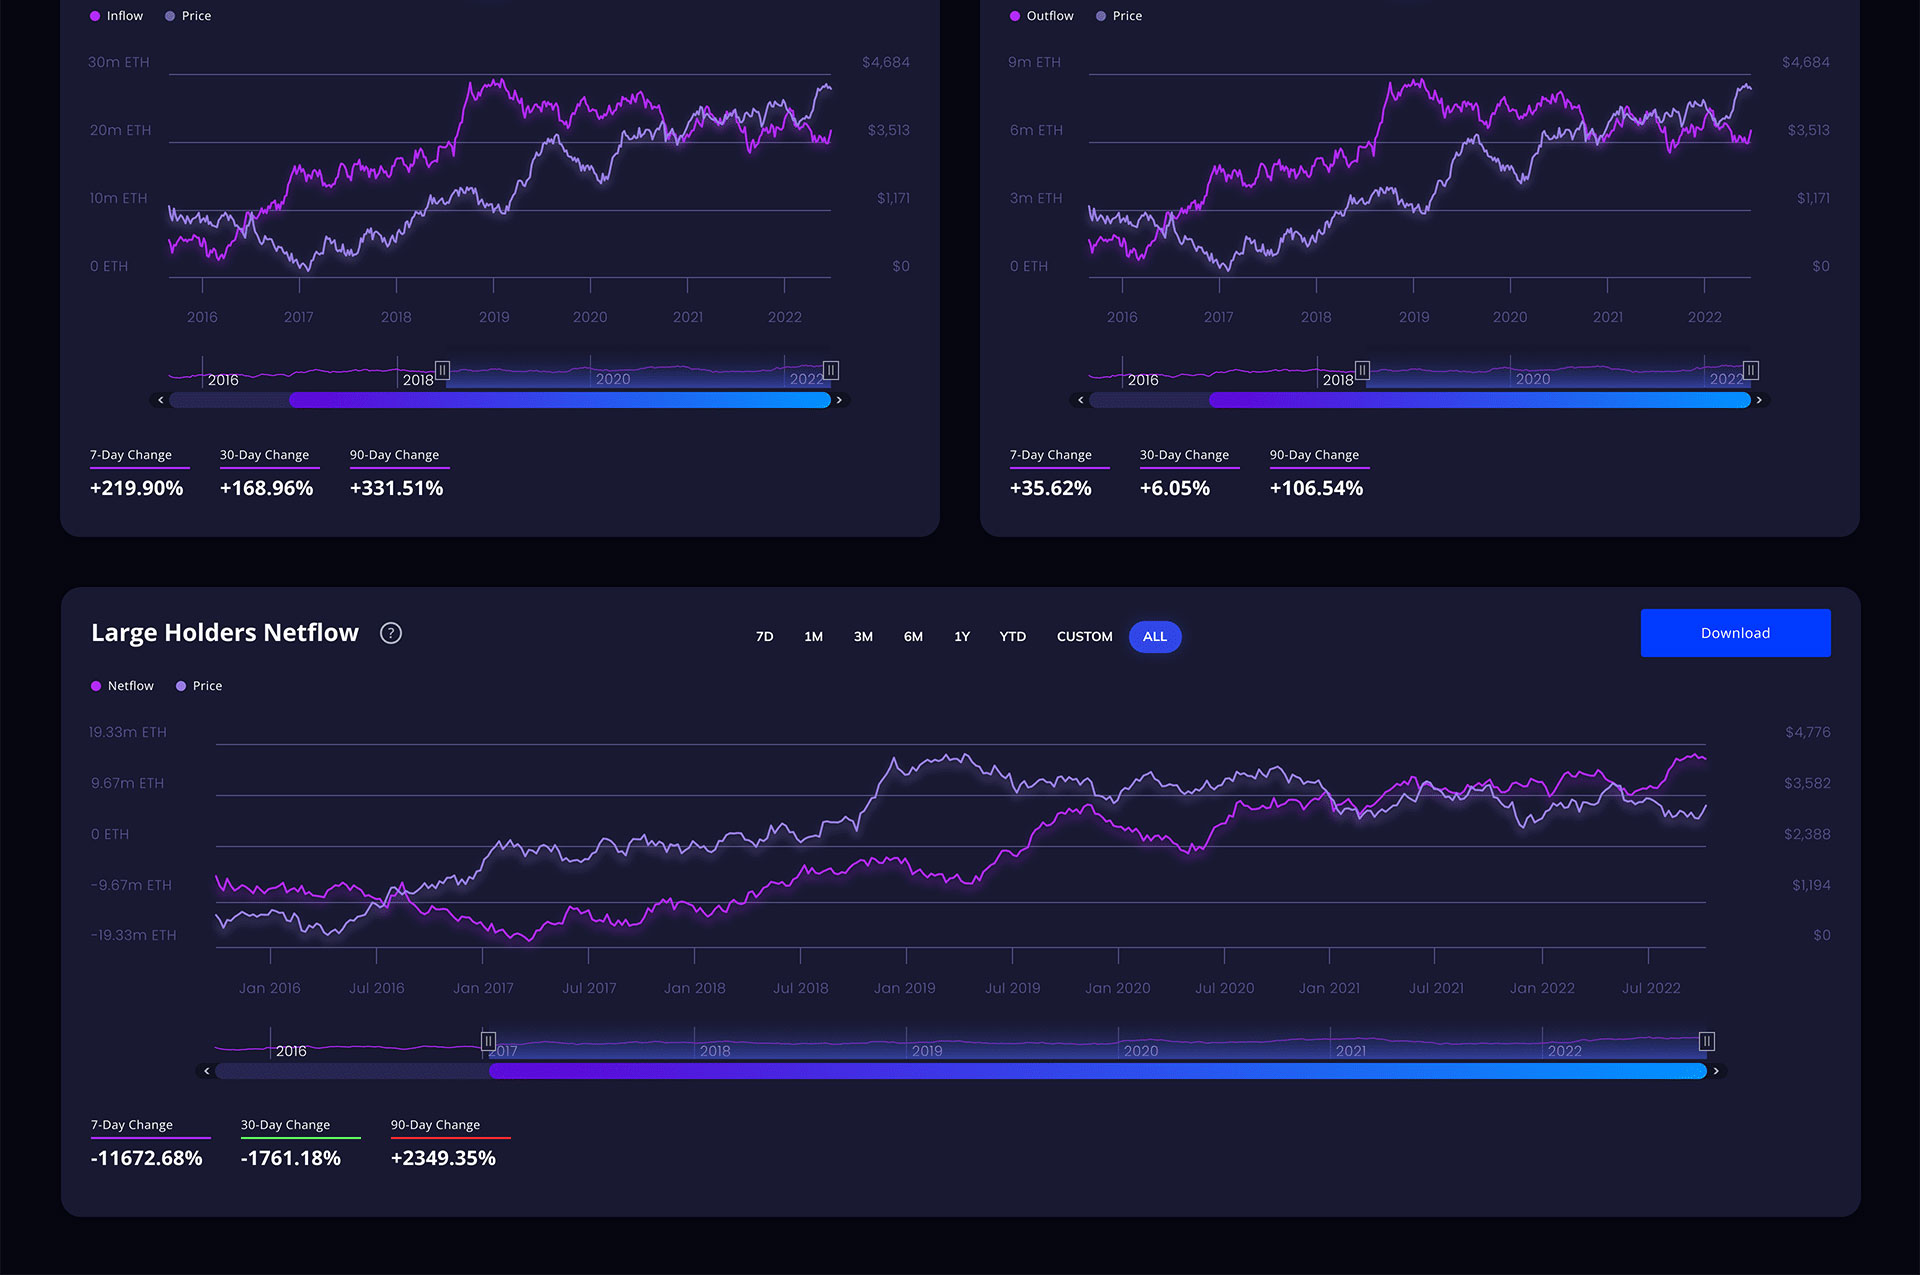 Inflow Price
30m ETH $4,684
20m ETH $3,513
10m ETH $1,171
0 ETH $0
2016 2017 2018 2019 2020 2021 2022
2016 2018 2020 2022
7-Day Change 30-Day Change 90-Day Change
+219.90% +168.96% +331.51%
Outflow Price
9m ETH $4,684
6m ETH $3,513
3m ETH $1,171
0 ETH $0
2016 2017 2018 2019 2020 2021 2022
2016 2018 2020 2022
7-Day Change 30-Day Change 90-Day Change
+35.62% +6.05% +106.54%
Large Holders Netflow ? 7D 1M 3M 6M 1Y YTD CUSTOM ALL Download
Netflow Price
19.33m ETH $4,776
9.67m ETH $3,582
0 ETH $2,388
-9.67m ETH $1,194
-19.33m ETH $0
Jan 2016 Jul 2016 Jan 2017 Jul 2017 Jan 2018 Jul 2018 Jan 2019 Jul 2019 Jan 2020 Jul 2020 Jan 2021 Jul 2021 Jan 2022 Jul 2022
2016 2017 2018 2019 2020 2021 2022
7-Day Change 30-Day Change 90-Day Change
-11672.68% -1761.18% +2349.35%